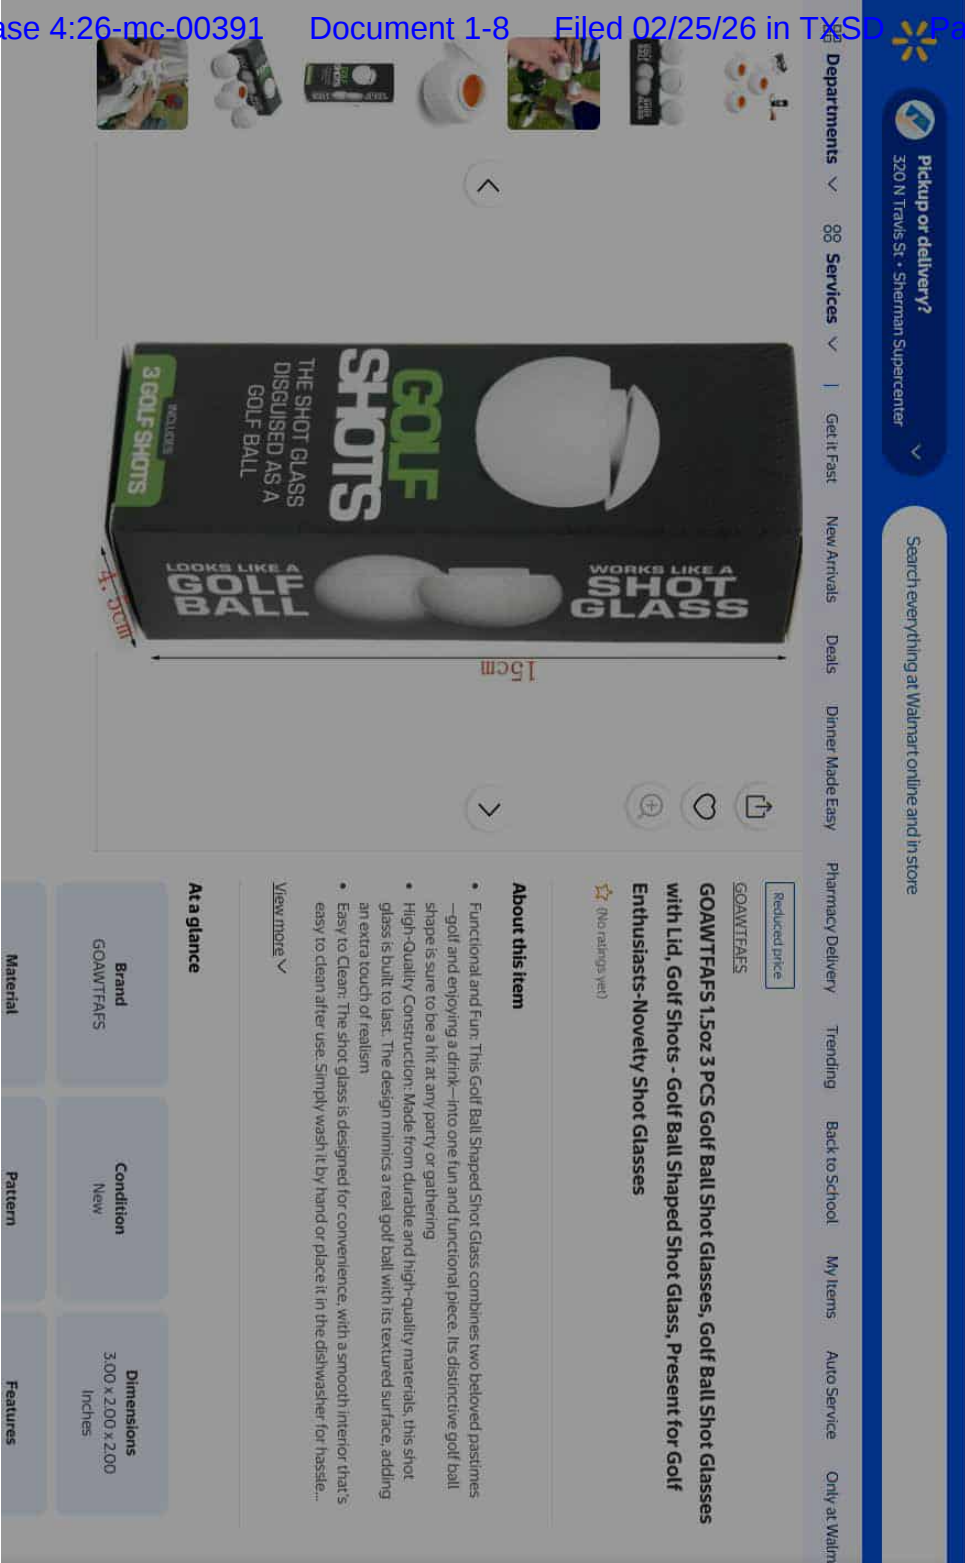 ase 4:26-mc-00391 Document 1-8 Filed 02/25/26 in TXSD Pa
Pickup or delivery?
320 N Travis St • Sherman Supercenter
Search everything at Walmart online and in store
Departments
Services
Get it Fast
New Arrivals
Deals
Dinner Made Easy
Pharmacy Delivery
Trending
Back to School
My Items
Auto Service
Only at Walm
GOLF
SHOTS
THE SHOT GLASS
DISGUISED AS A
GOLF BALL
INCLUDES
3 GOLF SHOTS
WORKS LIKE A
SHOT
GLASS
LOOKS LIKE A
GOLF
BALL
15cm
4.5cm
Reduced price
GOAWTFAFS
GOAWTFAFS 1.5oz 3 PCS Golf Ball Shot Glasses, Golf Ball Shot Glasses
with Lid, Golf Shots - Golf Ball Shaped Shot Glass, Present for Golf
Enthusiasts-Novelty Shot Glasses
(No ratings yet)
About this item
• Functional and Fun: This Golf Ball Shaped Shot Glass combines two beloved pastimes
—golf and enjoying a drink—into one fun and functional piece. Its distinctive golf ball
shape is sure to be a hit at any party or gathering
• High-Quality Construction: Made from durable and high-quality materials, this shot
glass is built to last. The design mimics a real golf ball with its textured surface, adding
an extra touch of realism
• Easy to Clean: The shot glass is designed for convenience, with a smooth interior that's
easy to clean after use. Simply wash it by hand or place it in the dishwasher for hassle...
View more
At a glance
Brand
GOAWTFAFS
Condition
New
Dimensions
3.00 x 2.00 x 2.00
Inches
Material
Pattern
Features